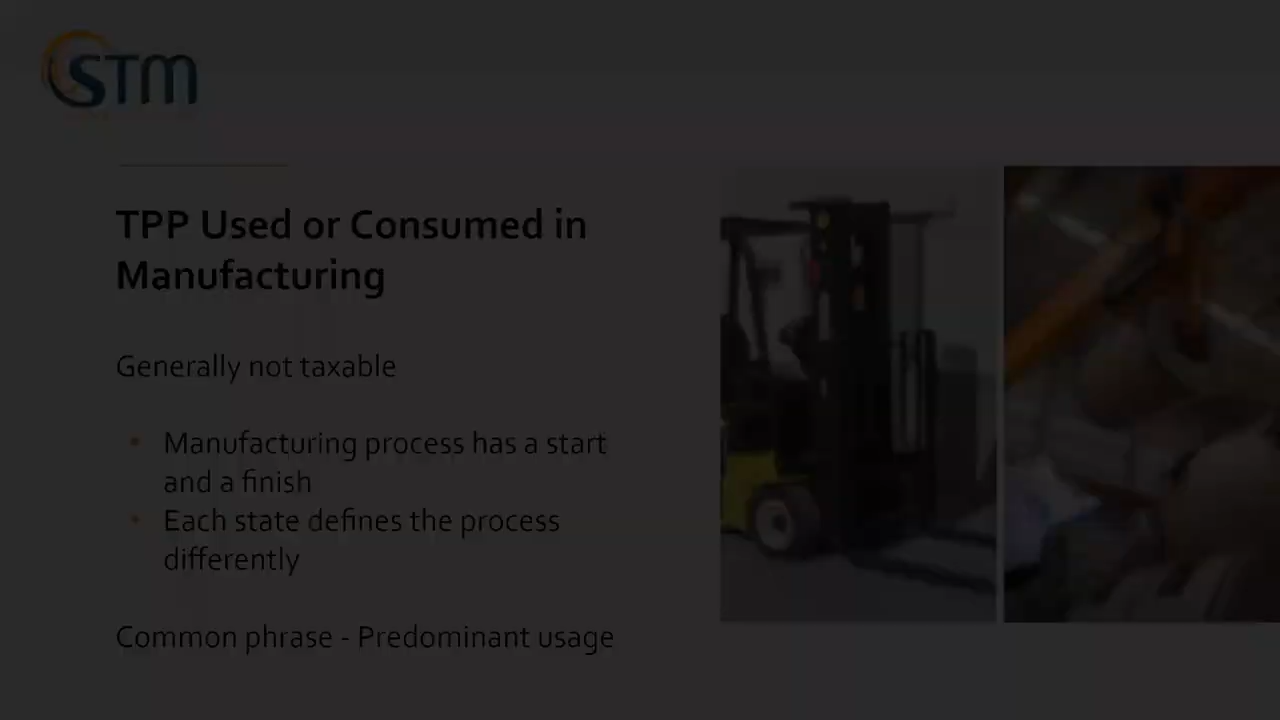 STM
TPP Used or Consumed in
Manufacturing
Generally not taxable
• Manufacturing process has a start
and a finish
• Each state defines the process
differently
Common phrase - Predominant usage